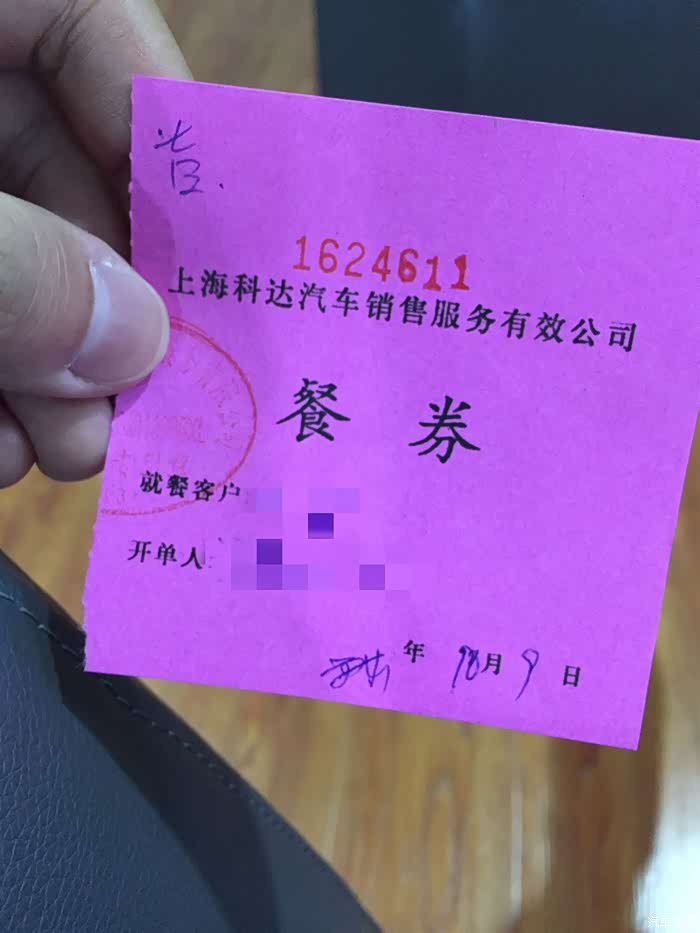 1624611
上海科达汽车销售服务有效公司
餐 券
就餐客户:
开单人:
年 月 9 日